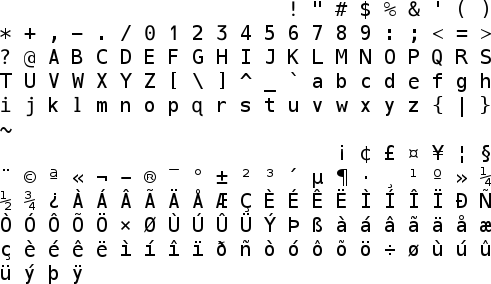 ! " # $ % & ' ( )
* + , - . / 0 1 2 3 4 5 6 7 8 9 : ; < = >
? @ A B C D E F G H I J K L M N O P Q R S
T U V W X Y Z [ \ ] ^ _ ` a b c d e f g h
i j k l m n o p q r s t u v w x y z { | }
~
¡ ¢ £ ¤ ¥ ¦ §
¨ © ª « ¬ - ® ¯ ° ± ² ³ ´ µ ¶ · ¸ ¹ º » ¼
½ ¾ ¿ À Á Â Ã Ä Å Æ Ç È É Ê Ë Ì Í Î Ï Ð Ñ
Ò Ó Ô Õ Ö × Ø Ù Ú Û Ü Ý Þ ß à á â ã ä å æ
ç è é ê ë ì í î ï ð ñ ò ó ô õ ö ÷ ø ù ú û
ü ý þ ÿ